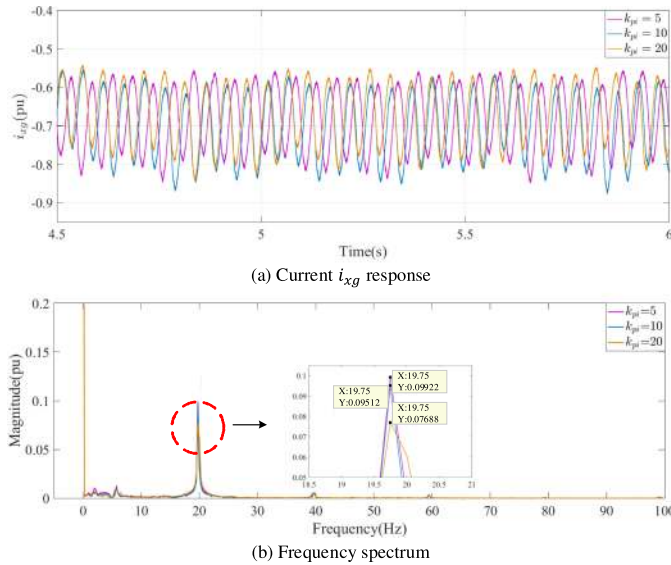 -0.4
-0.5
-0.6
-0.7
-0.8
-0.9
i_xg(pu)
k_pi = 5
k_pi = 10
k_pi = 20
4.5 5 5.5 6
Time(s)
(a) Current i_xg response
0.2
0.15
0.1
0.05
0
Magnitude(pu)
k_pi=5
k_pi=10
k_pi=20
0.1
0.09
0.08
0.07
0.06
0.05
X:19.75
Y:0.09922
X:19.75
Y:0.09512
X:19.75
Y:0.07688
18.5 19 19.5 20 20.5 21
0 10 20 30 40 50 60 70 80 90 100
Frequency(Hz)
(b) Frequency spectrum